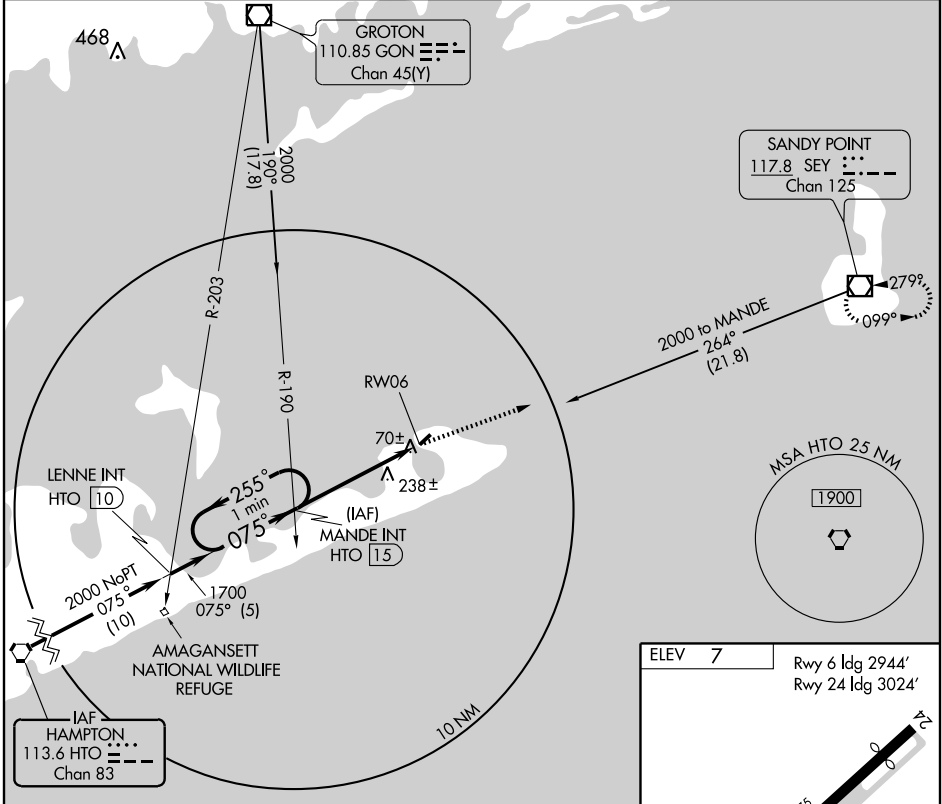 468
GROTON
110.85 GON
Chan 45(Y)
2000
190°
(17.8)
SANDY POINT
117.8 SEY
Chan 125
279°
099°
R-203
2000 to MANDE
264°
(21.8)
R-190
RW06
70±
238±
MSA HTO 25 NM
1900
LENNE INT
HTO 10
255°
1 min
075°
(IAF)
MANDE INT
HTO 15
2000 NoPT
075°
(10)
1700
075° (5)
AMAGANSETT
NATIONAL WILDLIFE
REFUGE
IAF
HAMPTON
113.6 HTO
Chan 83
10 NM
ELEV 7
Rwy 6 ldg 2944'
Rwy 24 ldg 3024'
24